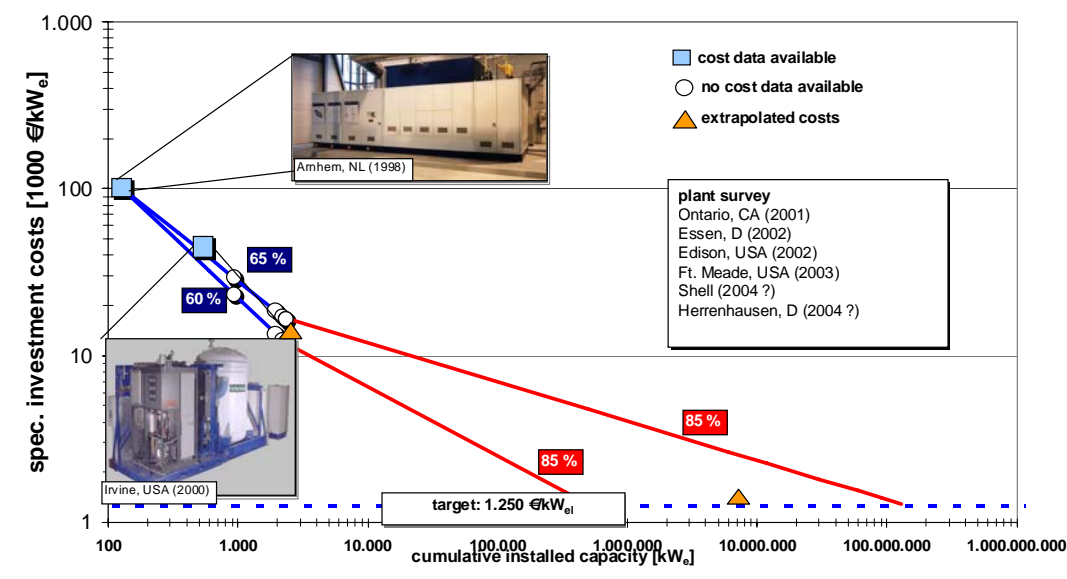 1.000
spec. investment costs [1000 €/kWe]
100
10
1
cost data available
no cost data available
extrapolated costs
Arnhem, NL (1998)
plant survey
Ontario, CA (2001)
Essen, D (2002)
Edison, USA (2002)
Ft. Meade, USA (2003)
Shell (2004 ?)
Herrenhausen, D (2004 ?)
65 %
60 %
85 %
85 %
Irvine, USA (2000)
target: 1.250 €/kWel
100
1.000
10.000
100.000
1.000.000
10.000.000
100.000.000
1.000.000.000
cumulative installed capacity [kWe]